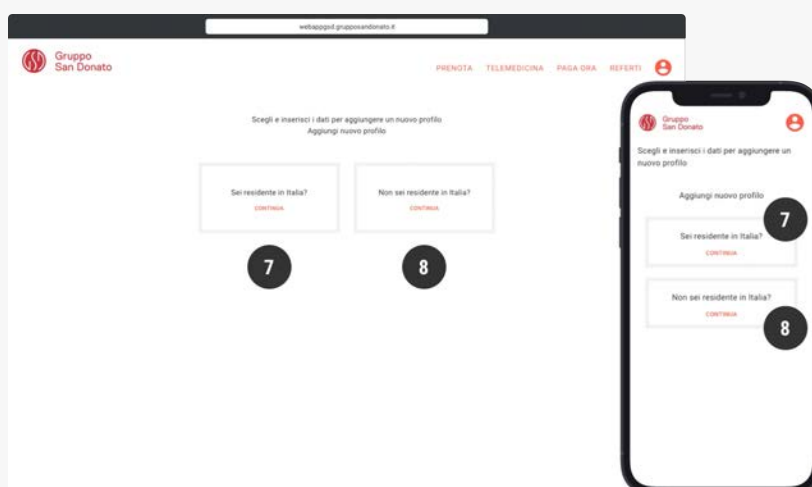 webappgsd.grupposandonato.it
Gruppo
San Donato
PRENOTA TELEMEDICINA PAGA ORA REFERTI
Scegli e inserisci i dati per aggiungere un nuovo profilo
Aggiungi nuovo profilo
Sei residente in Italia?
CONTINUA
Non sei residente in Italia?
CONTINUA
7
8
Gruppo
San Donato
Scegli e inserisci i dati per aggiungere un
nuovo profilo
Aggiungi nuovo profilo
7
Sei residente in Italia?
CONTINUA
Non sei residente in Italia?
CONTINUA
8